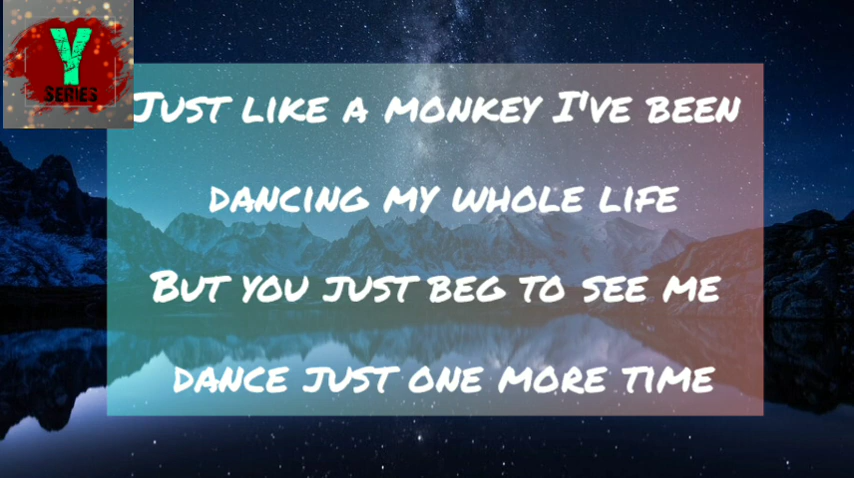 Y
SERIES
JUST LIKE A MONKEY I'VE BEEN
DANCING MY WHOLE LIFE
BUT YOU JUST BEG TO SEE ME
DANCE JUST ONE MORE TIME